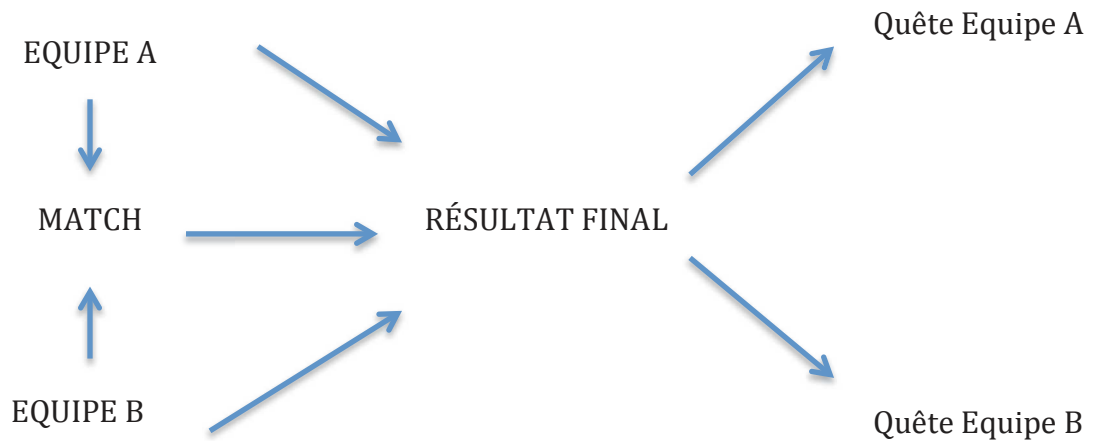 Quête Equipe A
EQUIPE A
MATCH
RÉSULTAT FINAL
EQUIPE B
Quête Equipe B